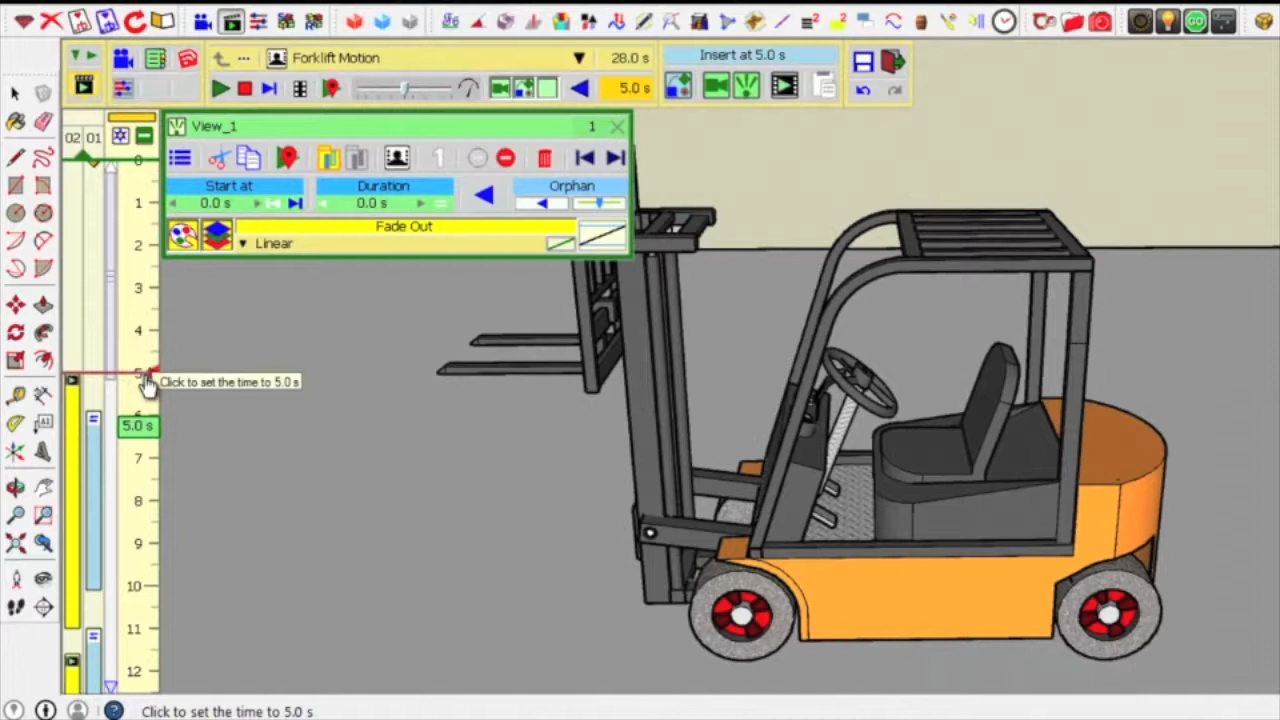 Forklift Motion
28.0 s
Insert at 5.0 s
5.0 s
02 01
View_1
1
Start at
Duration
Orphan
0.0 s
0.0 s
Fade Out
Linear
0
1
2
3
4
5
Click to set the time to 5.0 s
6
5.0 s
7
8
9
10
11
12
Click to set the time to 5.0 s